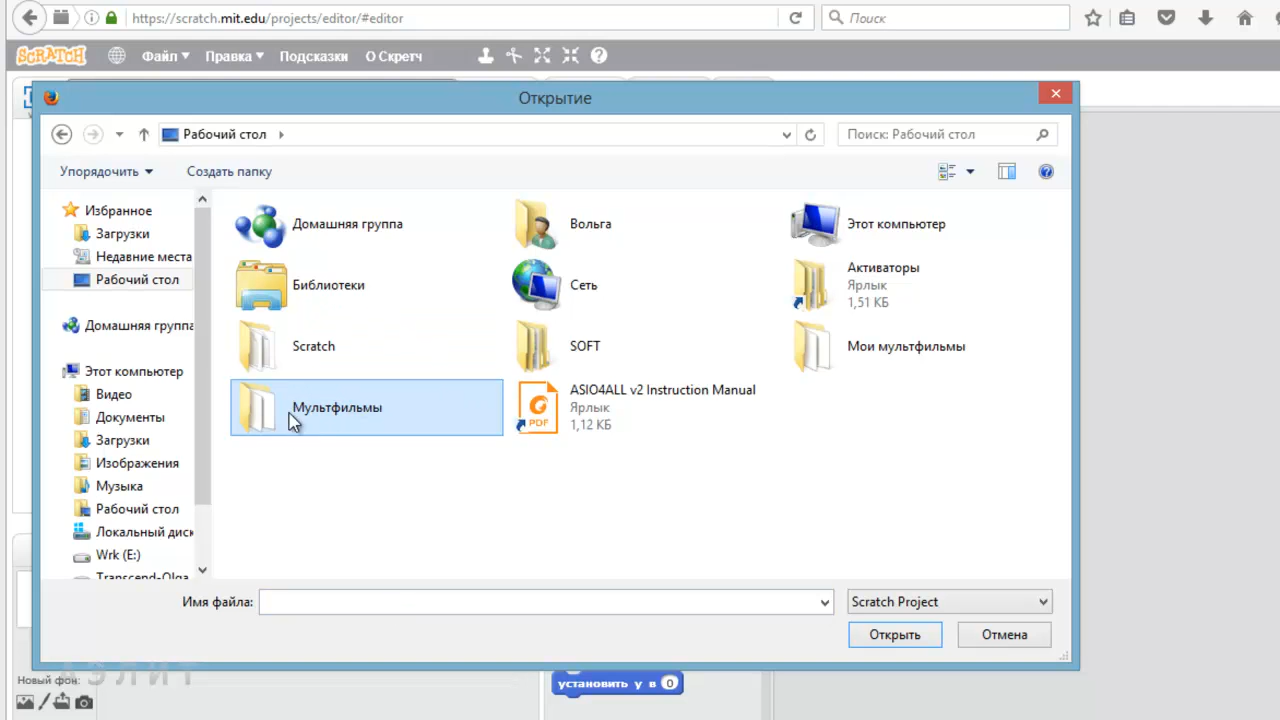 https://scratch.mit.edu/projects/editor/#editor
Поиск
SCRATCH
Файл
Правка
Подсказки
О Скретч
Открытие
Рабочий стол
Поиск: Рабочий стол
Упорядочить
Создать папку
Избранное
Загрузки
Недавние места
Рабочий стол
Домашняя группа
Этот компьютер
Видео
Документы
Загрузки
Изображения
Музыка
Рабочий стол
Локальный диск
Wrk (E:)
Transcend-Olga
Домашняя группа
Вольга
Этот компьютер
Библиотеки
Сеть
Активаторы
Ярлык
1,51 КБ
Scratch
SOFT
Мои мультфильмы
Мультфильмы
ASIO4ALL v2 Instruction Manual
Ярлык
1,12 КБ
PDF
Имя файла:
Scratch Project
Открыть
Отмена
Новый фон:
установить y в 0